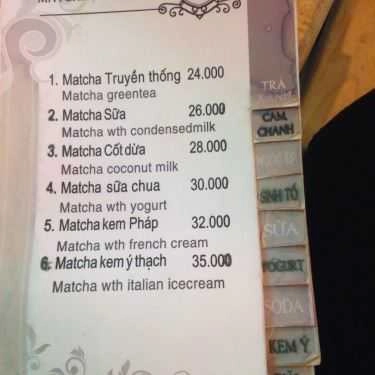 1. Matcha Truyền thống 24.000
Matcha greentea
2. Matcha Sữa 26.000
Matcha wth condensedmilk
3. Matcha Cốt dừa 28.000
Matcha coconut milk
4. Matcha sữa chua 30.000
Matcha wth yogurt
5. Matcha kem Pháp 32.000
Matcha wth french cream
6. Matcha kem ý thạch 35.000
Matcha wth italian icecream
TRÀ
CAM
CHANH
SINH TỐ
SỮA
YOGURT
SODA
KEM Ý